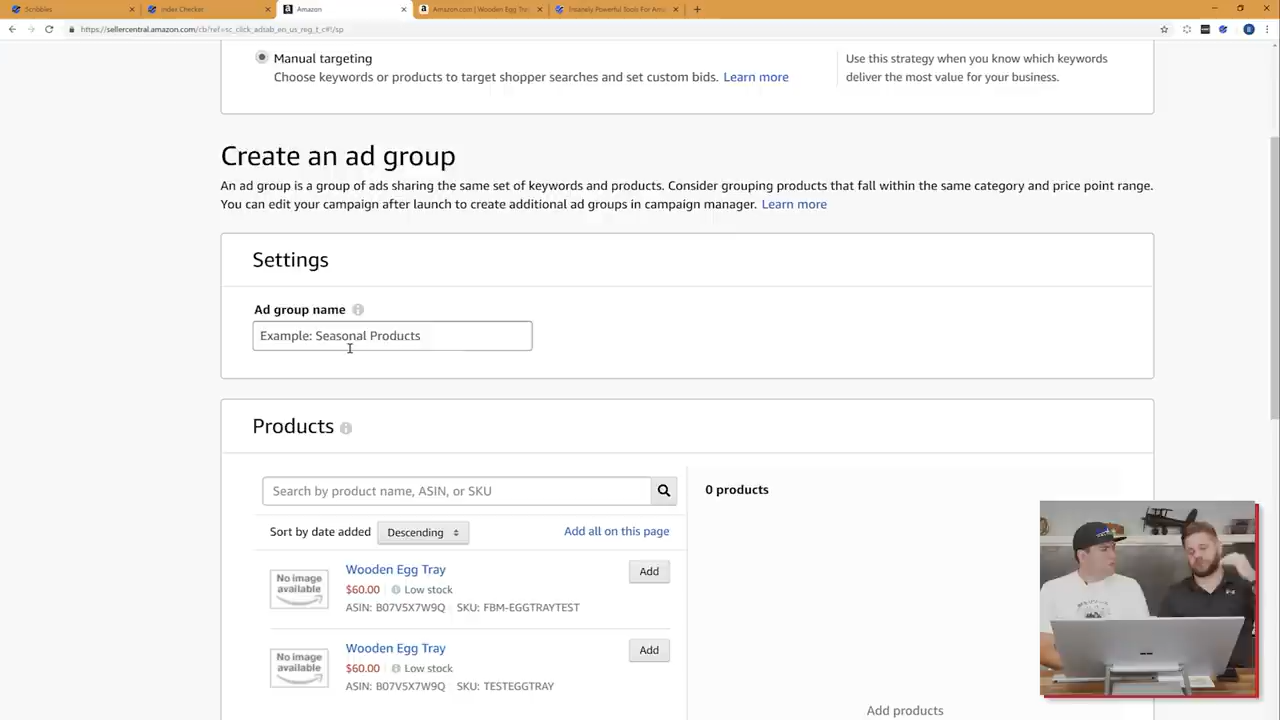 Scribbles
Index Checker
Amazon
Amazon.com | Wooden Egg Tra
Insanely Powerful Tools For Am
https://sellercentral.amazon.com/cb?ref=sc_click_adsab_en_us_reg_t_c#!/sp
Manual targeting
Choose keywords or products to target shopper searches and set custom bids. Learn more
Use this strategy when you know which keywords
deliver the most value for your business.
Create an ad group
An ad group is a group of ads sharing the same set of keywords and products. Consider grouping products that fall within the same category and price point range.
You can edit your campaign after launch to create additional ad groups in campaign manager. Learn more
Settings
Ad group name
Example: Seasonal Products
Products
Search by product name, ASIN, or SKU
0 products
Sort by date added Descending Add all on this page
No image
available
Wooden Egg Tray
$60.00 Low stock
ASIN: B07V5X7W9Q SKU: FBM-EGGTRAYTEST
Add
No image
available
Wooden Egg Tray
$60.00 Low stock
ASIN: B07V5X7W9Q SKU: TESTEGGTRAY
Add
Add products